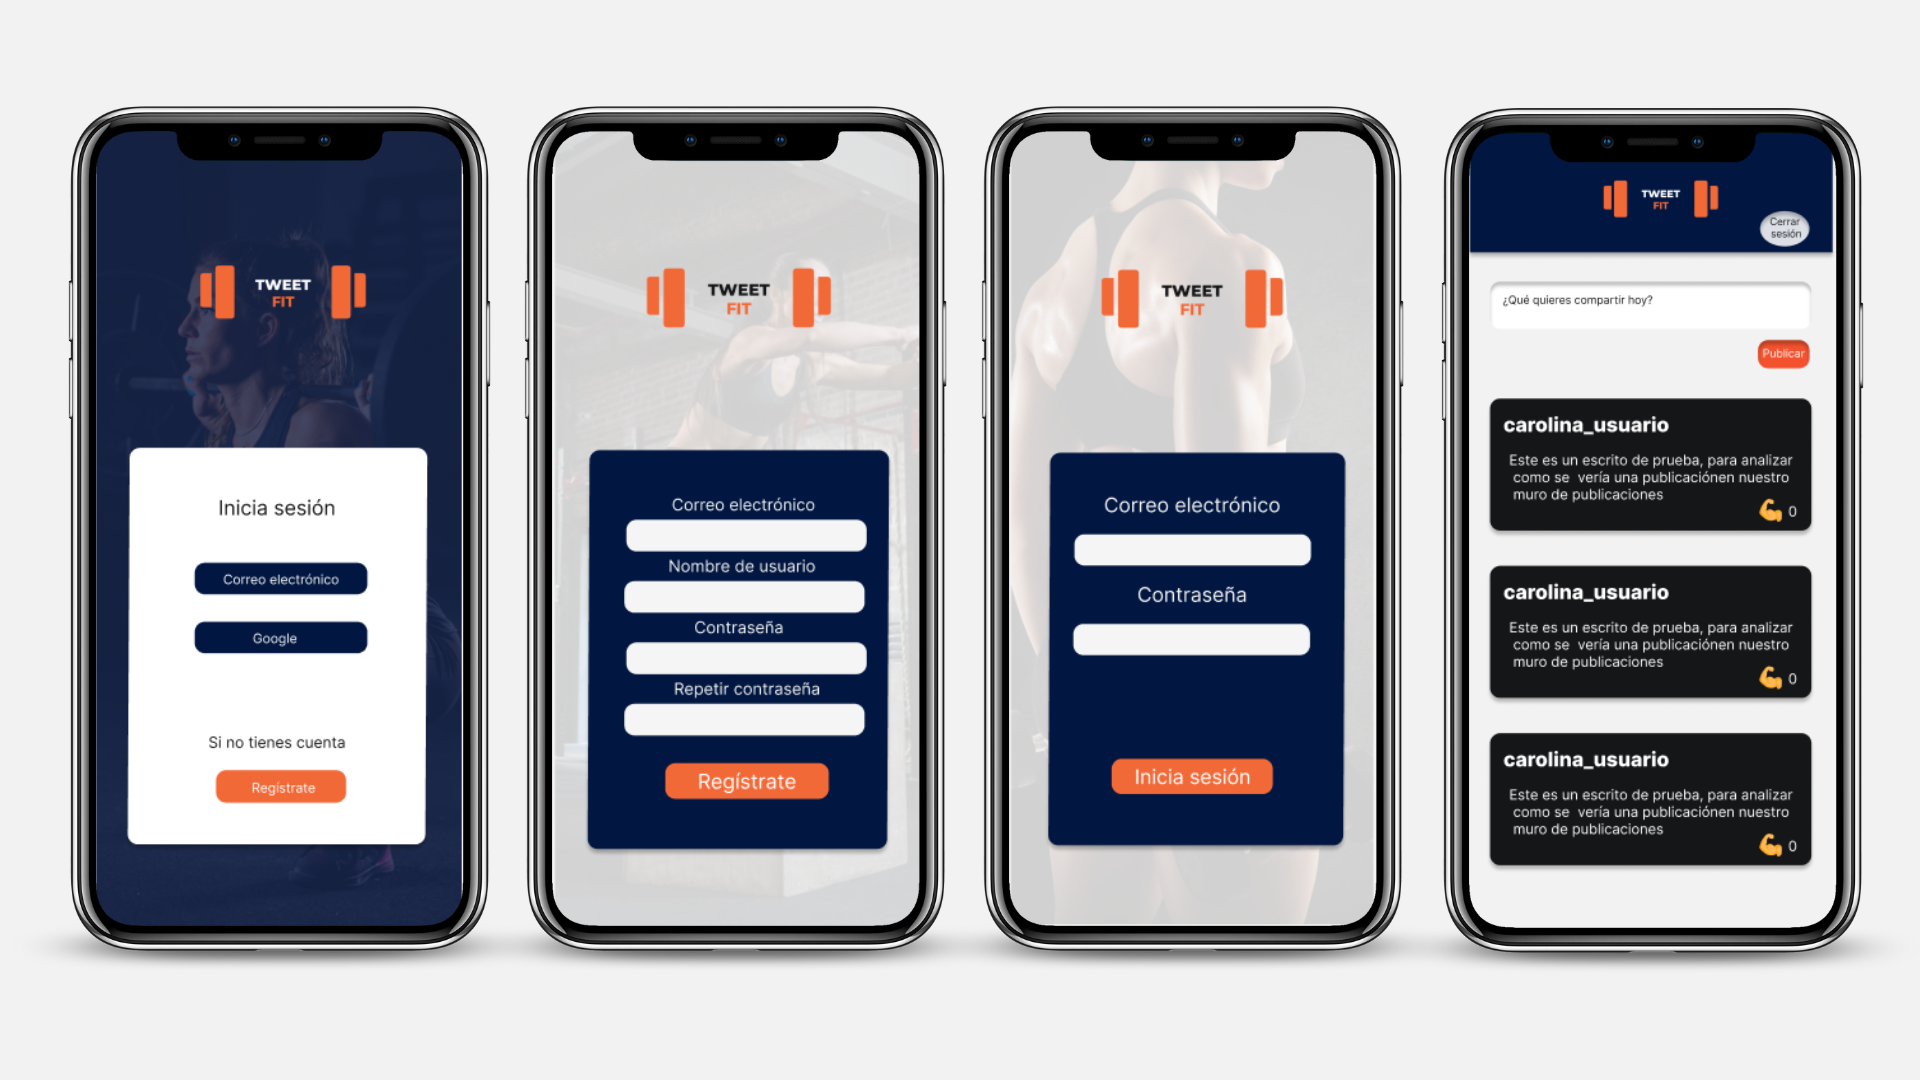 TWEET
FIT
Inicia sesión
Correo electrónico
Google
Si no tienes cuenta
Regístrate
TWEET
FIT
Correo electrónico
Nombre de usuario
Contraseña
Repetir contraseña
Regístrate
TWEET
FIT
Correo electrónico
Contraseña
Inicia sesión
TWEET
FIT
Cerrar
sesión
¿Qué quieres compartir hoy?
Publicar
carolina_usuario
Este es un escrito de prueba, para analizar
como se vería una publicaciónen nuestro
muro de publicaciones
0
carolina_usuario
Este es un escrito de prueba, para analizar
como se vería una publicaciónen nuestro
muro de publicaciones
0
carolina_usuario
Este es un escrito de prueba, para analizar
como se vería una publicaciónen nuestro
muro de publicaciones
0